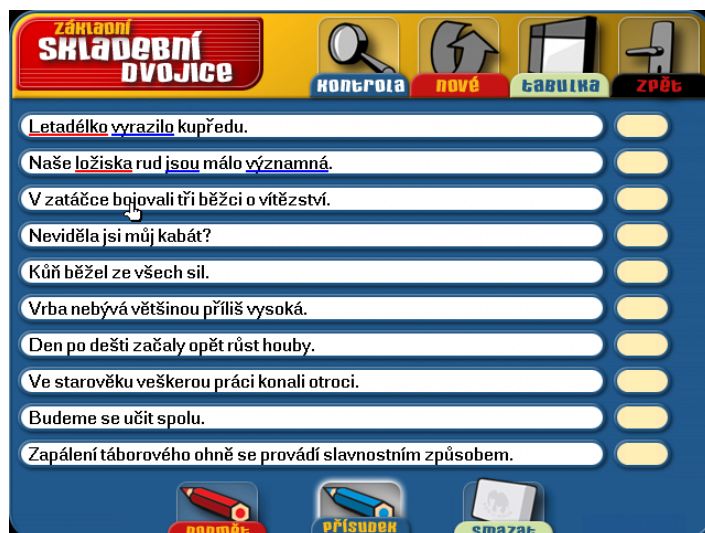 základní
skladební
dvojice
kontrola
nové
tabulka
zpět
Letadélko vyrazilo kupředu.
Naše ložiska rud jsou málo významná.
V zatáčce bojovali tři běžci o vítězství.
Neviděla jsi můj kabát?
Kůň běžel ze všech sil.
Vrba nebývá většinou příliš vysoká.
Den po dešti začaly opět růst houby.
Ve starověku veškerou práci konali otroci.
Budeme se učit spolu.
Zapálení táborového ohně se provádí slavnostním způsobem.
podmět
přísudek
smazat